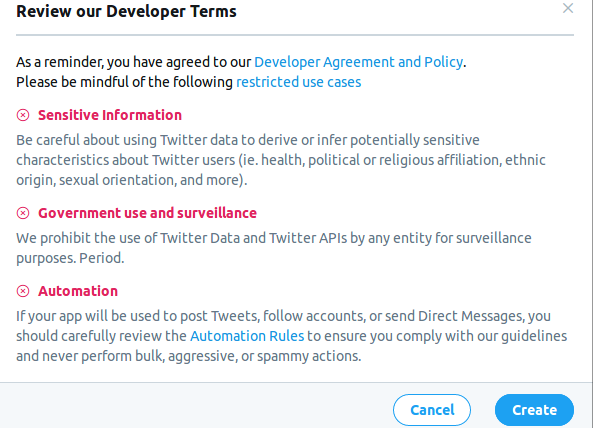 Review our Developer Terms
As a reminder, you have agreed to our Developer Agreement and Policy.
Please be mindful of the following restricted use cases
Sensitive Information
Be careful about using Twitter data to derive or infer potentially sensitive
characteristics about Twitter users (ie. health, political or religious affiliation, ethnic
origin, sexual orientation, and more).
Government use and surveillance
We prohibit the use of Twitter Data and Twitter APIs by any entity for surveillance
purposes. Period.
Automation
If your app will be used to post Tweets, follow accounts, or send Direct Messages, you
should carefully review the Automation Rules to ensure you comply with our guidelines
and never perform bulk, aggressive, or spammy actions.
Cancel Create